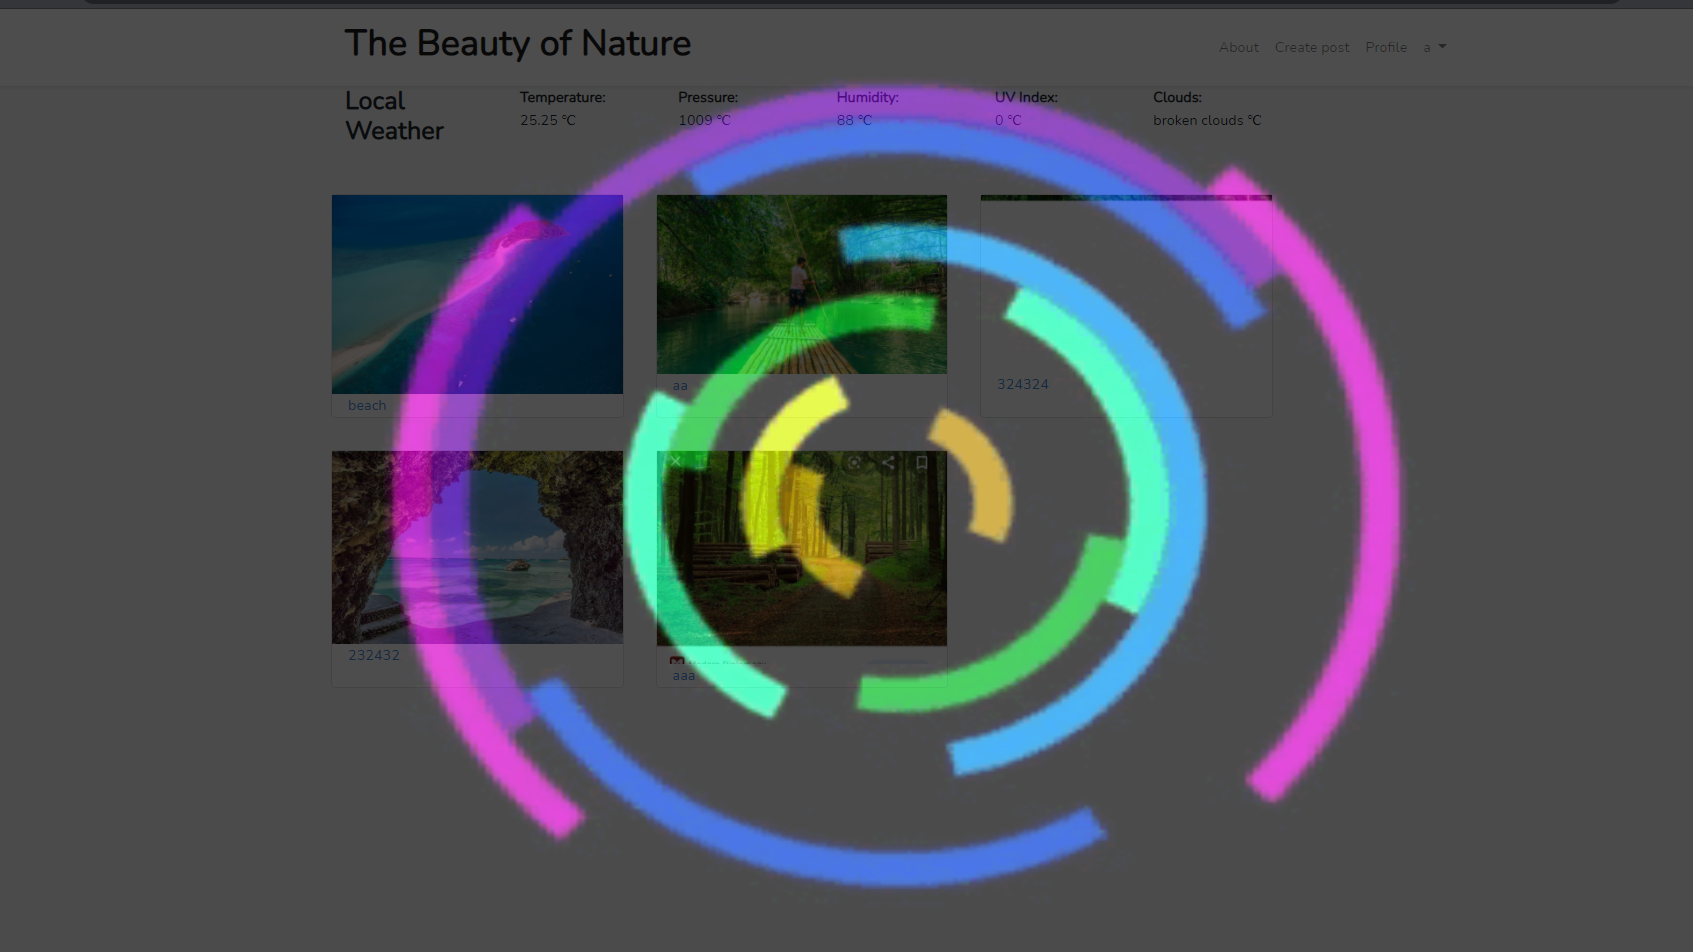 The Beauty of Nature
About Create post Profile a
Local
Weather
Temperature: Pressure: Humidity: UV Index: Clouds:
25.25 °C 1009 °C 88 °C 0 °C broken clouds °C
beach
aa
324324
232432
aaa